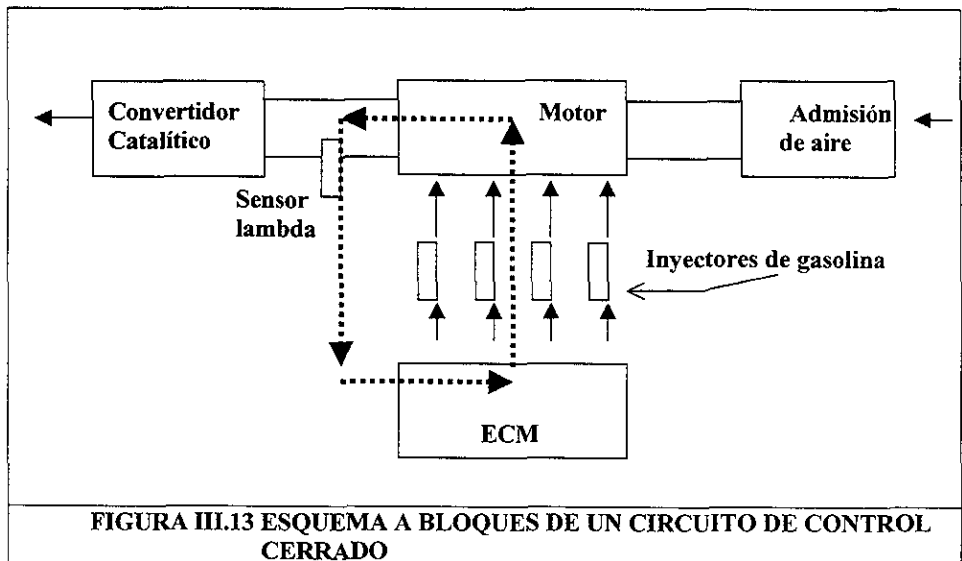 Convertidor
Catalítico
Motor
Admisión
de aire
Sensor
lambda
Inyectores de gasolina
ECM
FIGURA III.13 ESQUEMA A BLOQUES DE UN CIRCUITO DE CONTROL
CERRADO